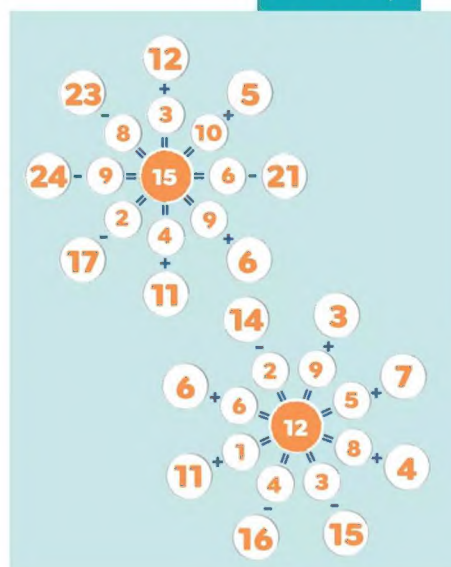 12 + 3 =
5 + 10 =
21 - 6 =
6 + 9 =
11 + 4 =
17 - 2 =
24 - 9 =
23 - 8 =
15
3 + 9 =
7 + 5 =
4 + 8 =
15 - 3 =
16 - 4 =
11 + 1 =
6 + 6 =
14 - 2 =
12